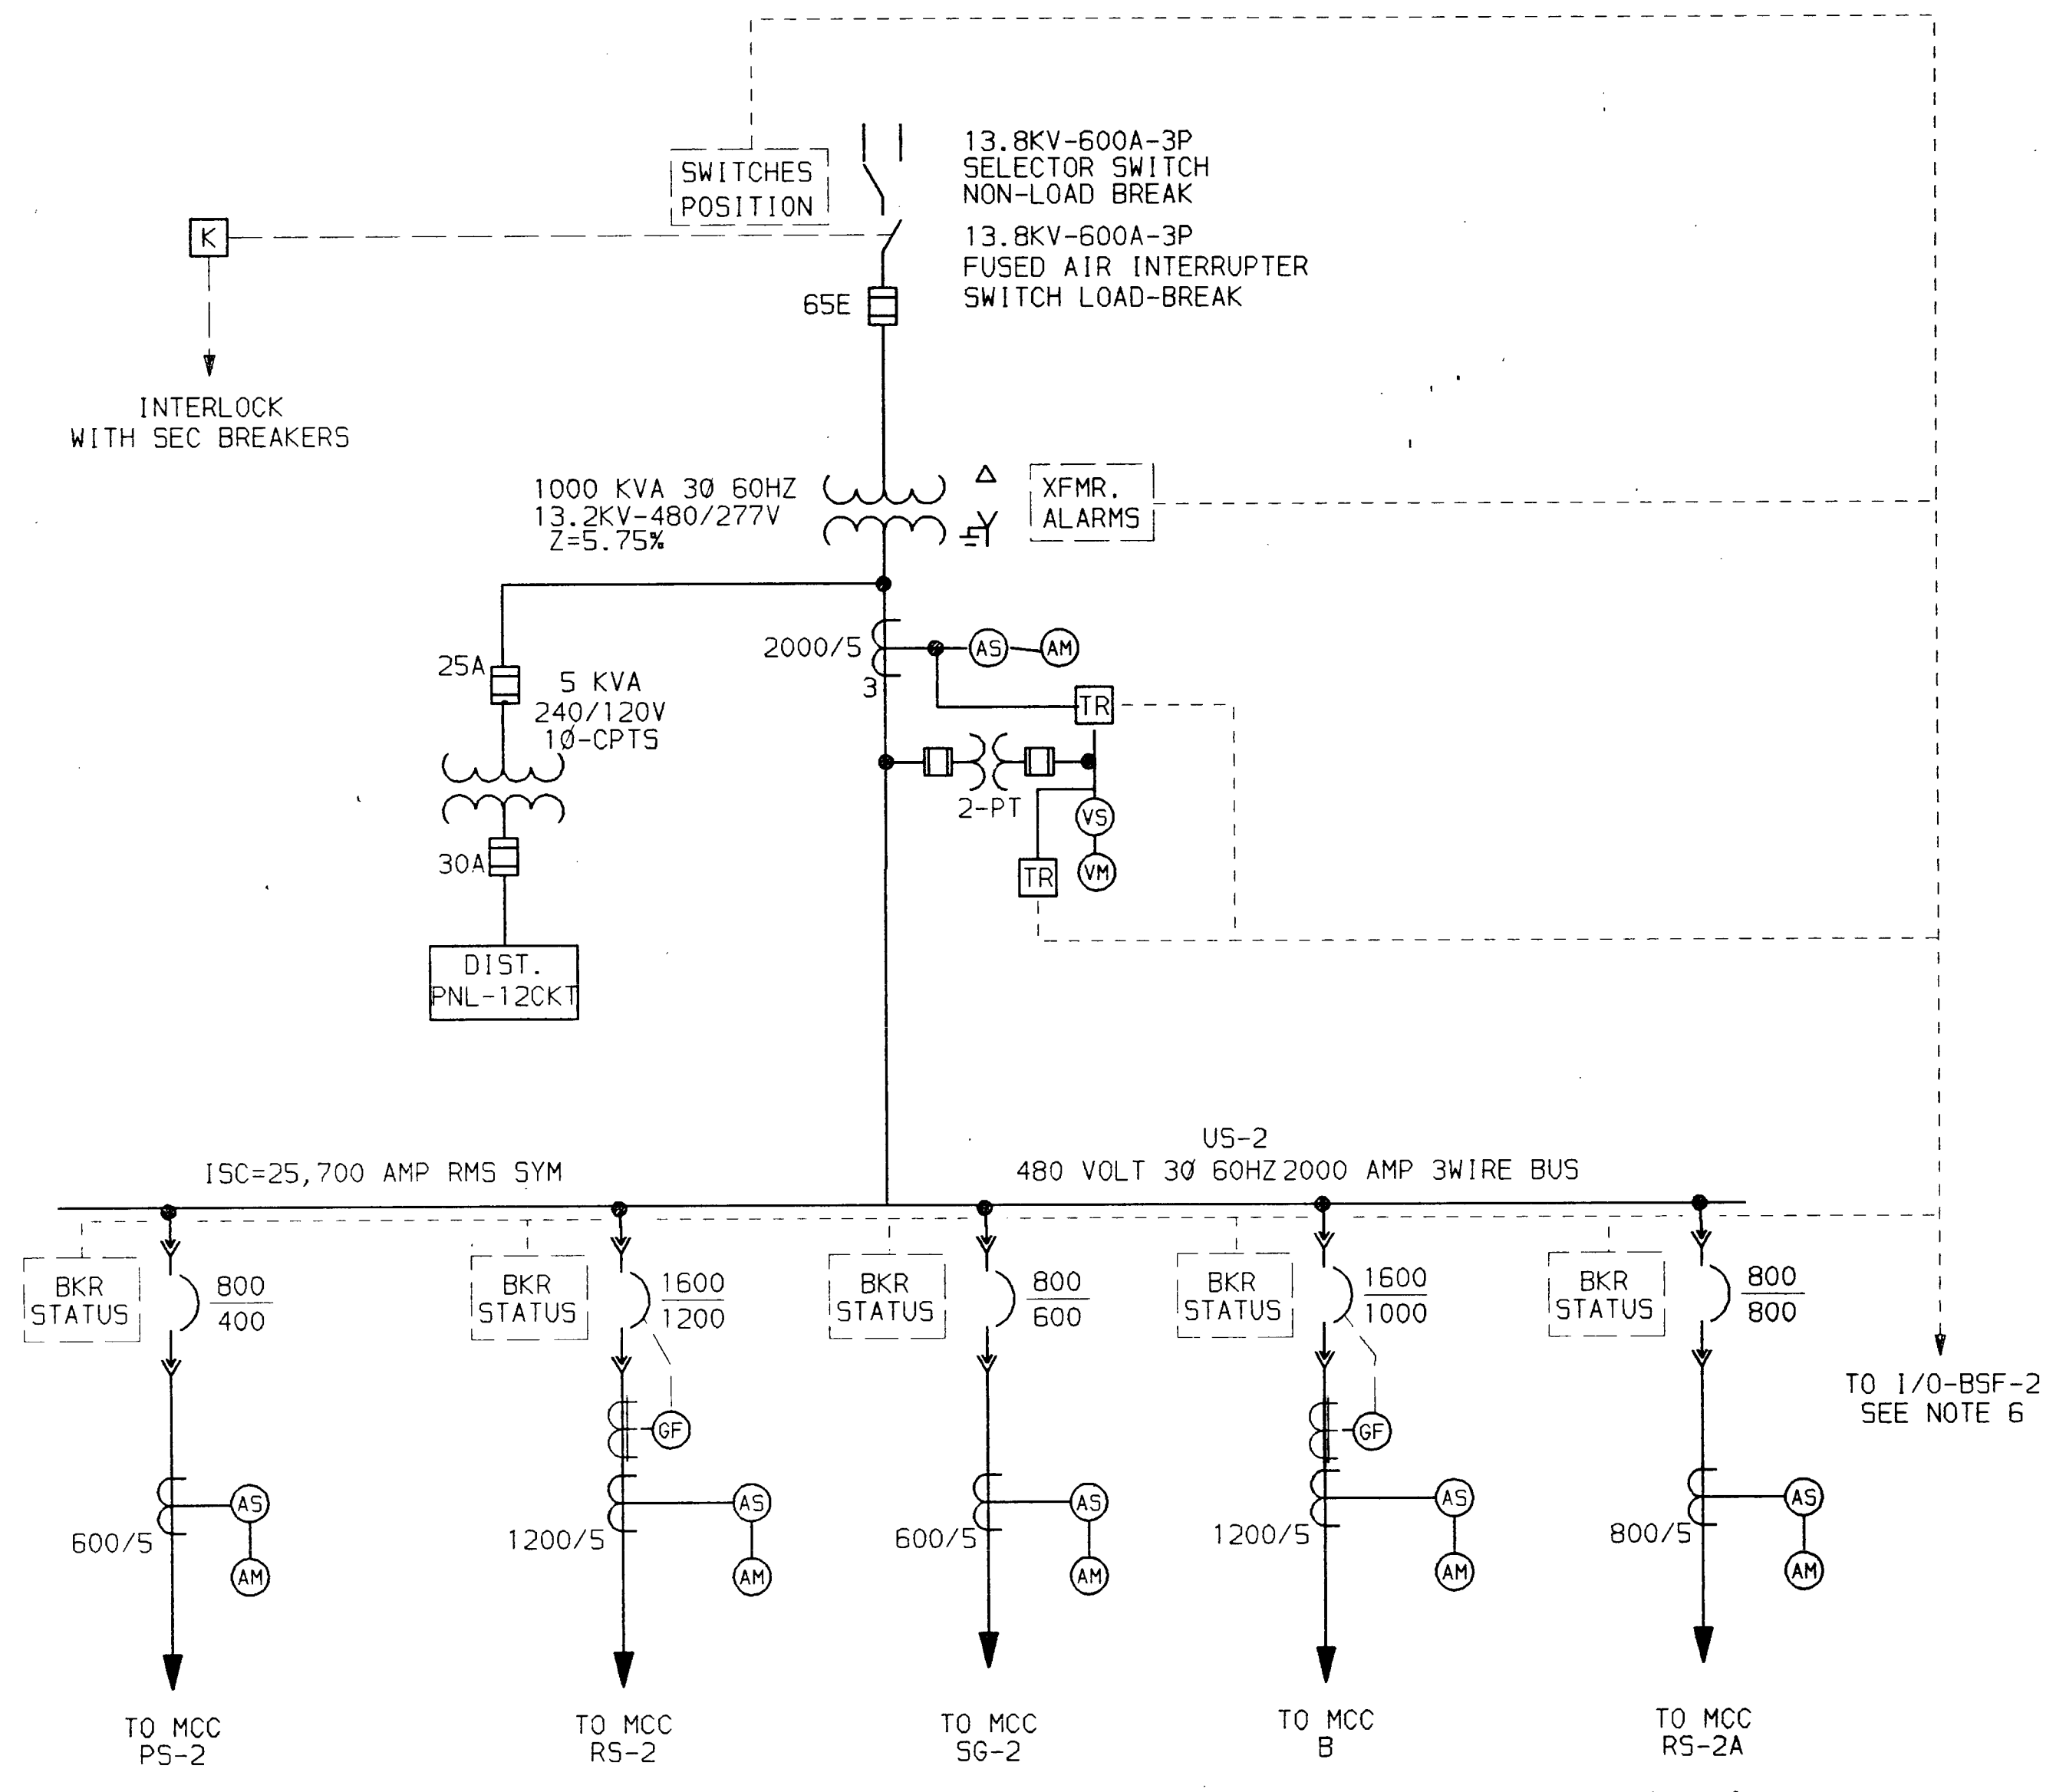 13.8KV-600A-3P
SELECTOR SWITCH
NON-LOAD BREAK
SWITCHES
POSITION
K
13.8KV-600A-3P
FUSED AIR INTERRUPTER
SWITCH LOAD-BREAK
65E
INTERLOCK
WITH SEC BREAKERS
1000 KVA 3Ø 60HZ
13.2KV-480/277V
Z=5.75%
XFMR.
ALARMS
2000/5
3
AS
AM
25A
5 KVA
240/120V
1Ø-CPTS
TR
2-PT
VS
30A
TR
VM
DIST.
PNL-12CKT
US-2
ISC=25,700 AMP RMS SYM
480 VOLT 3Ø 60HZ 2000 AMP 3WIRE BUS
BKR
STATUS
800
400
BKR
STATUS
1600
1200
BKR
STATUS
800
600
BKR
STATUS
1600
1000
BKR
STATUS
800
800
TO I/O-BSF-2
SEE NOTE 6
GF
GF
600/5
AS
AM
1200/5
AS
AM
600/5
AS
AM
1200/5
AS
AM
800/5
AS
AM
TO MCC
PS-2
TO MCC
RS-2
TO MCC
SG-2
TO MCC
B
TO MCC
RS-2A